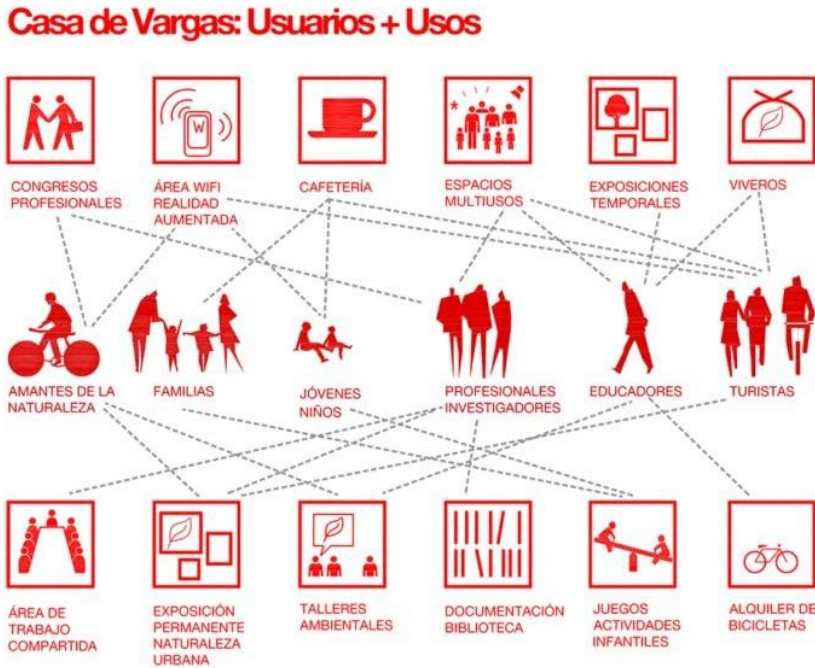 Casa de Vargas: Usuarios + Usos
CONGRESOS
PROFESIONALES
ÁREA WIFI
REALIDAD
AUMENTADA
CAFETERÍA
ESPACIOS
MULTIUSOS
EXPOSICIONES
TEMPORALES
VIVEROS
W
*
AMANTES DE LA
NATURALEZA
FAMILIAS
JÓVENES
NIÑOS
PROFESIONALES
INVESTIGADORES
EDUCADORES
TURISTAS
ÁREA DE
TRABAJO
COMPARTIDA
EXPOSICIÓN
PERMANENTE
NATURALEZA
URBANA
TALLERES
AMBIENTALES
DOCUMENTACIÓN
BIBLIOTECA
JUEGOS
ACTIVIDADES
INFANTILES
ALQUILER DE
BICICLETAS